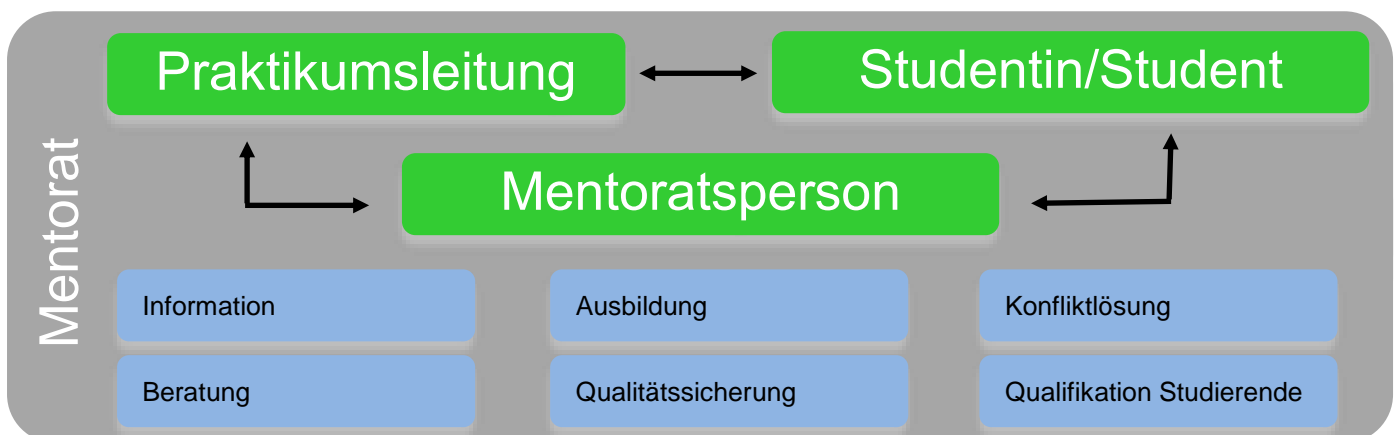 Mentorat
Praktikumsleitung
Studentin/Student
Mentoratsperson
Information
Ausbildung
Konfliktlösung
Beratung
Qualitätssicherung
Qualifikation Studierende